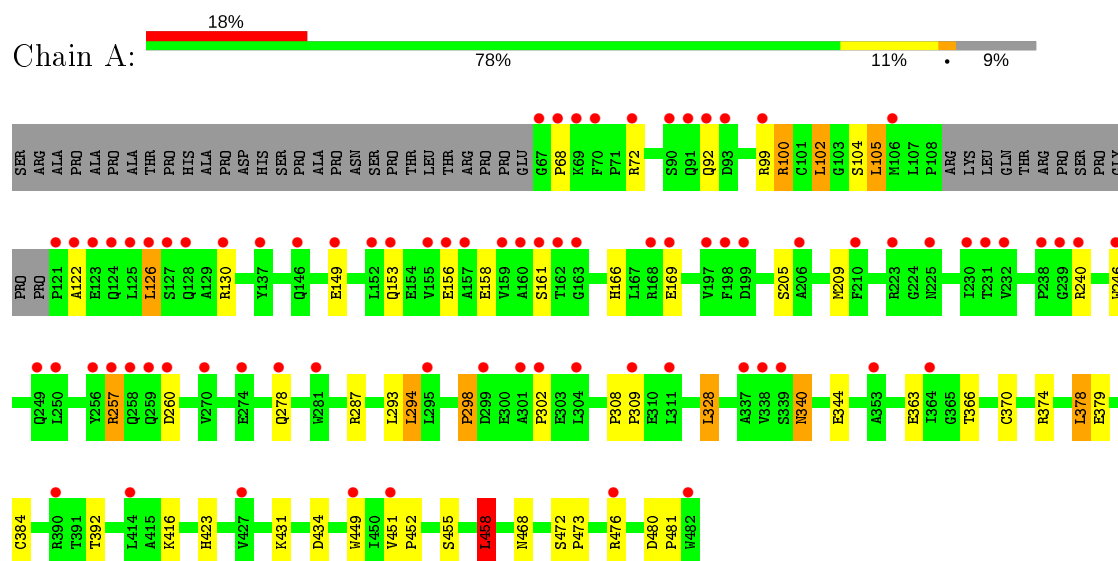 18%
Chain A:
78% 11% • 9%
SER ARG ALA PRO ALA PRO ALA THR PRO HIS ALA PRO ASP HIS SER PRO ALA PRO ASN SER PRO THR LEU THR ARG PRO PRO GLU G67 P68 K69 F70 P71 R72 S90 Q91 Q92 D93 R99 R100 C101 L102 G103 S104 L105 M106 L107 P108 ARG LYS LEU GLN THR ARG PRO SER PRO GLY
PRO PRO P121 A122 E123 Q124 L125 L126 S127 Q128 A129 R130 Y137 Q146 E149 L152 Q153 E154 V155 E156 A157 E158 V159 A160 S161 T162 G163 H166 L167 R168 E169 V197 F198 D199 S205 A206 M209 F210 R223 G224 N225 I230 T231 V232 P238 G239 R240 W246
Q249 L250 Y256 R257 Q258 Q259 D260 V270 E274 Q278 W281 R287 L293 L294 L295 P298 D299 E300 A301 P302 E303 L304 P308 P309 E310 L311 L328 A337 V338 S339 N340 E344 A353 E363 I364 G365 T366 C370 R374 L378 E379
C384 R390 T391 T392 L414 A415 K416 H423 V427 K431 D434 W449 I450 V451 P452 S455 L458 N468 S472 P473 R476 D480 P481 W482